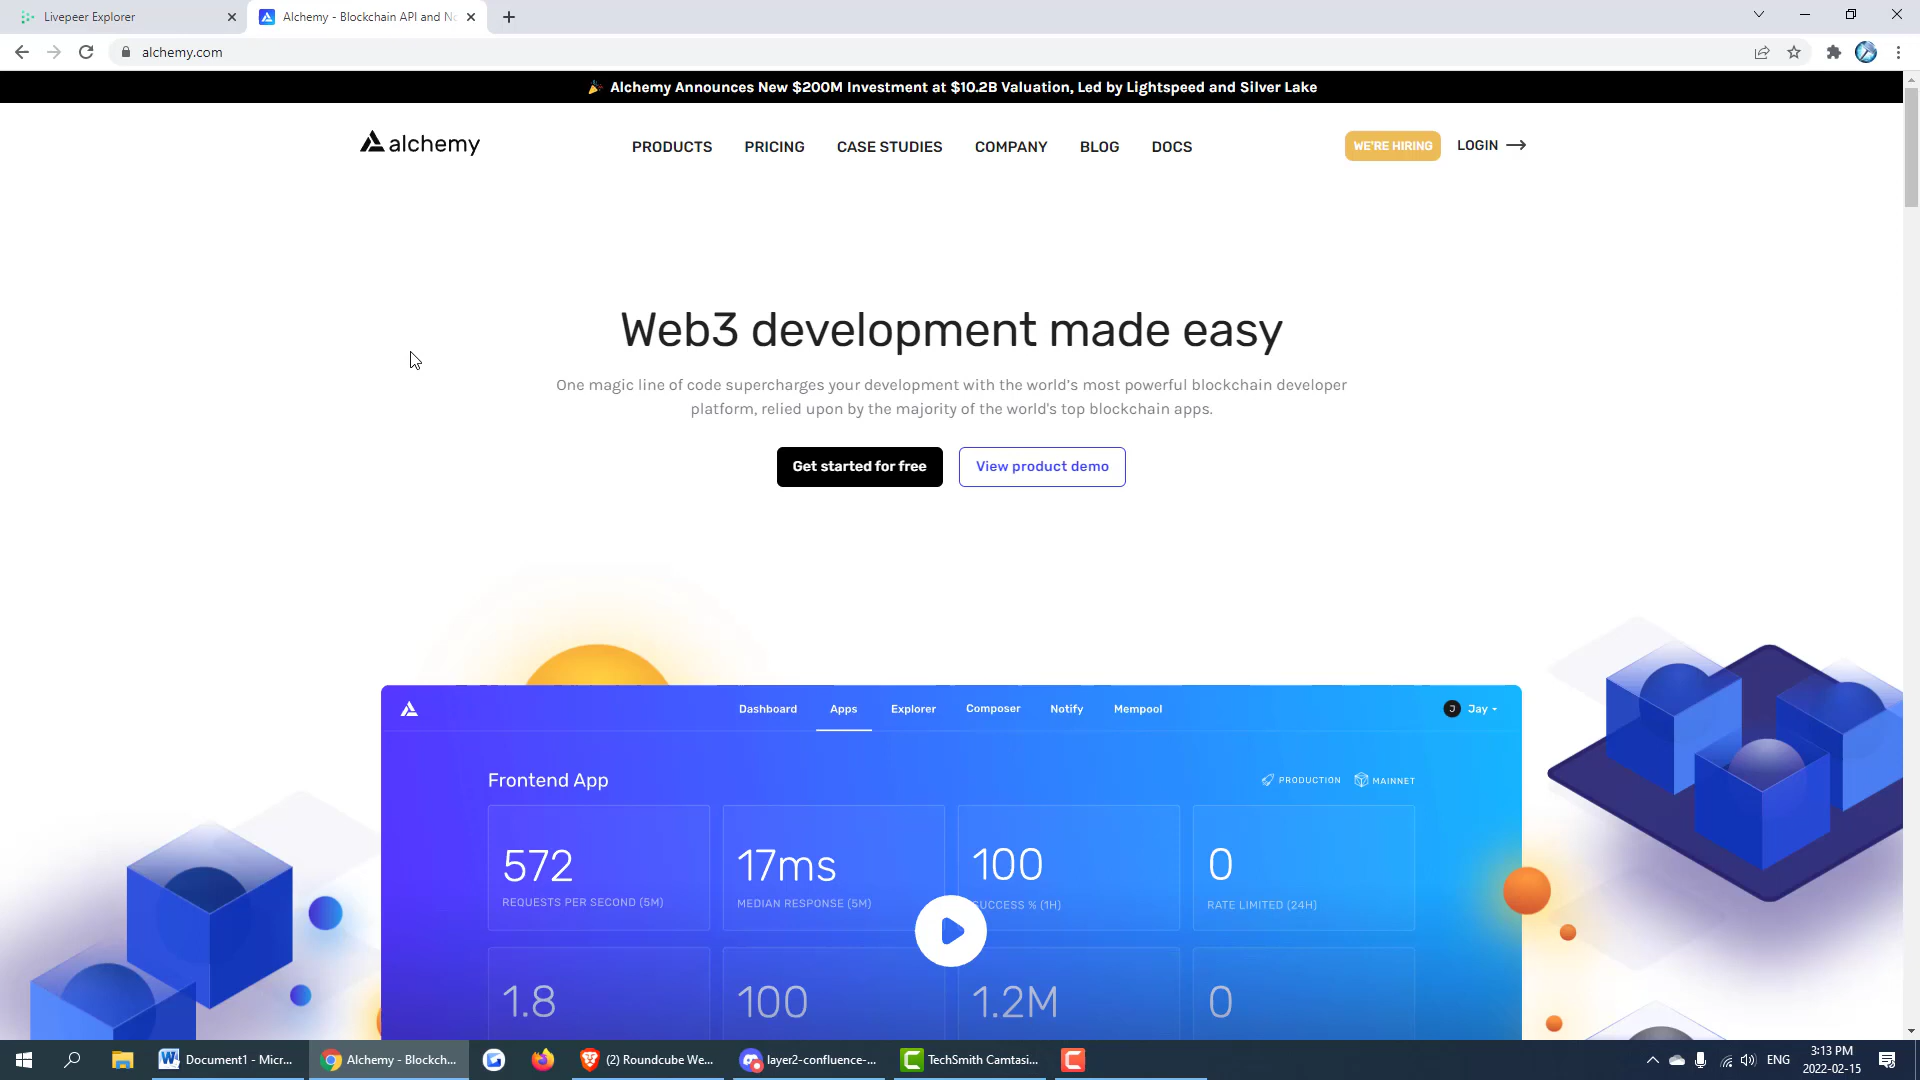 Livepeer Explorer
Alchemy - Blockchain API and No
alchemy.com
Alchemy Announces New $200M Investment at $10.2B Valuation, Led by Lightspeed and Silver Lake
alchemy
PRODUCTS
PRICING
CASE STUDIES
COMPANY
BLOG
DOCS
WE'RE HIRING
LOGIN
Web3 development made easy
One magic line of code supercharges your development with the world's most powerful blockchain developer
platform, relied upon by the majority of the world's top blockchain apps.
Get started for free
View product demo
Dashboard
Apps
Explorer
Composer
Notify
Mempool
J
Jay
Frontend App
PRODUCTION
MAINNET
572
REQUESTS PER SECOND (5M)
17ms
MEDIAN RESPONSE (5M)
100
SUCCESS % (1H)
0
RATE LIMITED (24H)
1.8
100
1.2M
0
Document1 - Micr...
Alchemy - Blockch...
(2) Roundcube We...
layer2-confluence-...
TechSmith Camtasi...
ENG
3:13 PM
2022-02-15